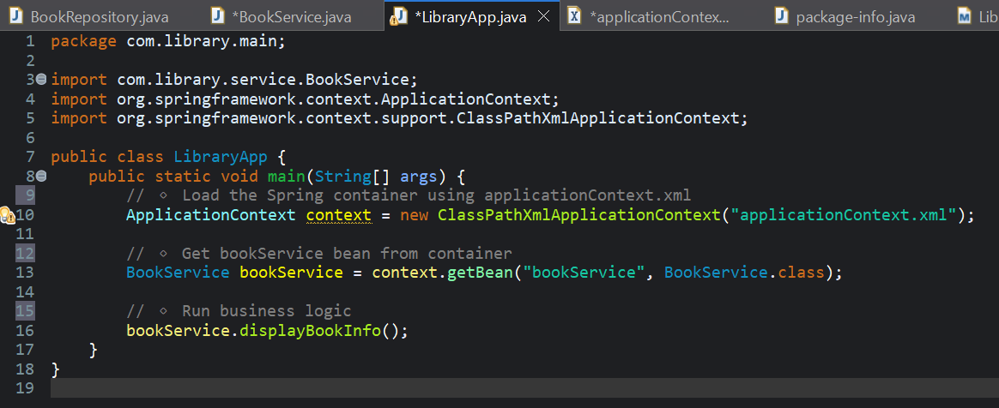 BookRepository.java *BookService.java *LibraryApp.java *applicationContex... package-info.java Lib
1 package com.library.main;
2
3 import com.library.service.BookService;
4 import org.springframework.context.ApplicationContext;
5 import org.springframework.context.support.ClassPathXmlApplicationContext;
6
7 public class LibraryApp {
8 public static void main(String[] args) {
9 // ⋄ Load the Spring container using applicationContext.xml
10 ApplicationContext context = new ClassPathXmlApplicationContext("applicationContext.xml");
11
12 // ⋄ Get bookService bean from container
13 BookService bookService = context.getBean("bookService", BookService.class);
14
15 // ⋄ Run business logic
16 bookService.displayBookInfo();
17 }
18 }
19